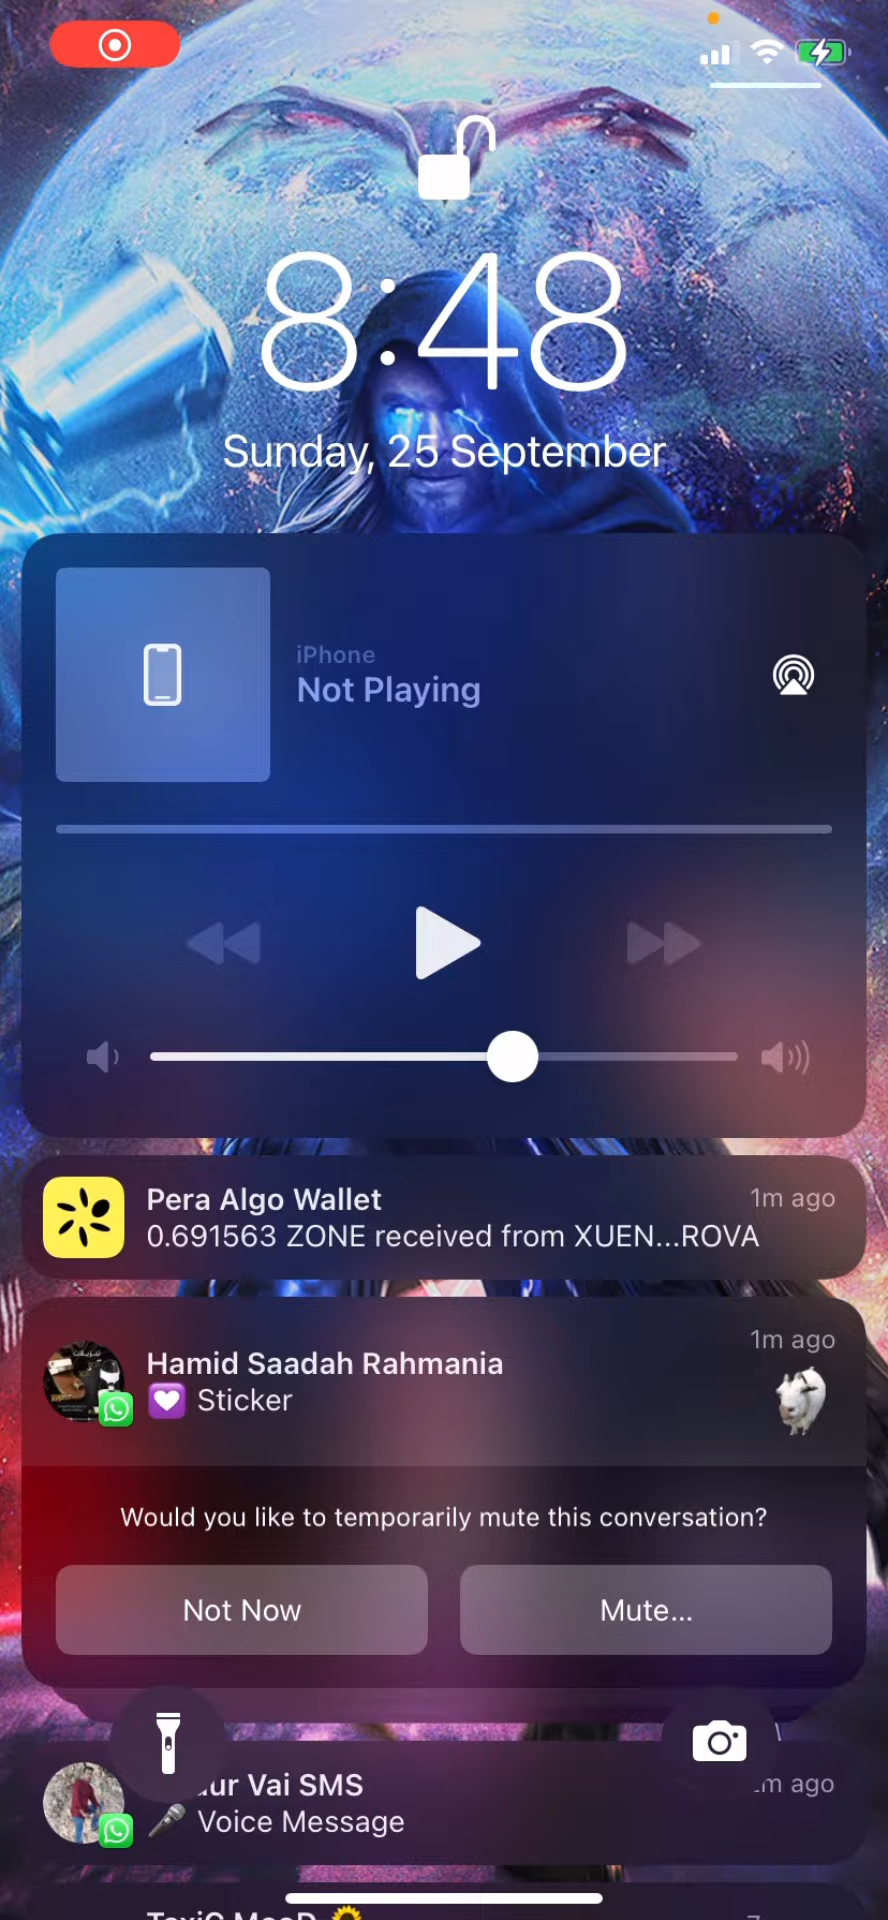 8:48
Sunday, 25 September
iPhone
Not Playing
Pera Algo Wallet
1m ago
0.691563 ZONE received from XUEN...ROVA
1m ago
Hamid Saadah Rahmania
💟 Sticker
Would you like to temporarily mute this conversation?
Not Now
Mute...
Vai SMS
m ago
🎤 Voice Message